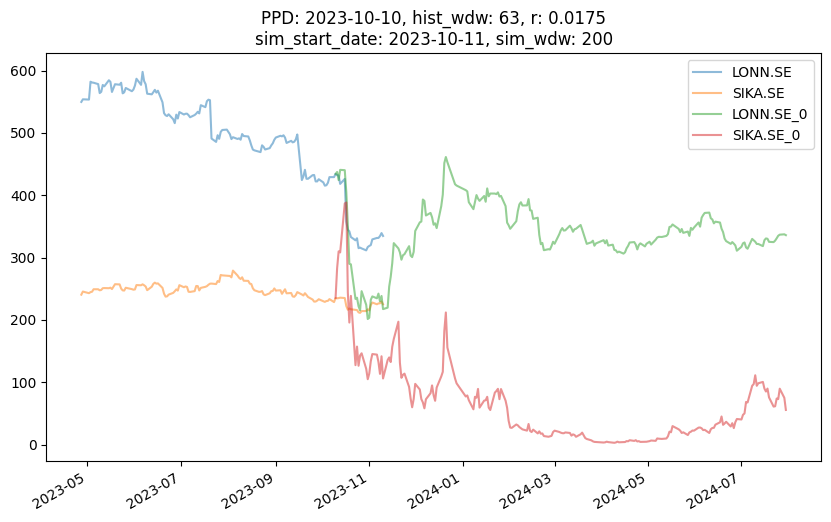 PPD: 2023-10-10, hist_wdw: 63, r: 0.0175
sim_start_date: 2023-10-11, sim_wdw: 200
LONN.SE
SIKA.SE
LONN.SE_0
SIKA.SE_0
600
500
400
300
200
100
0
2023-05
2023-07
2023-09
2023-11
2024-01
2024-03
2024-05
2024-07